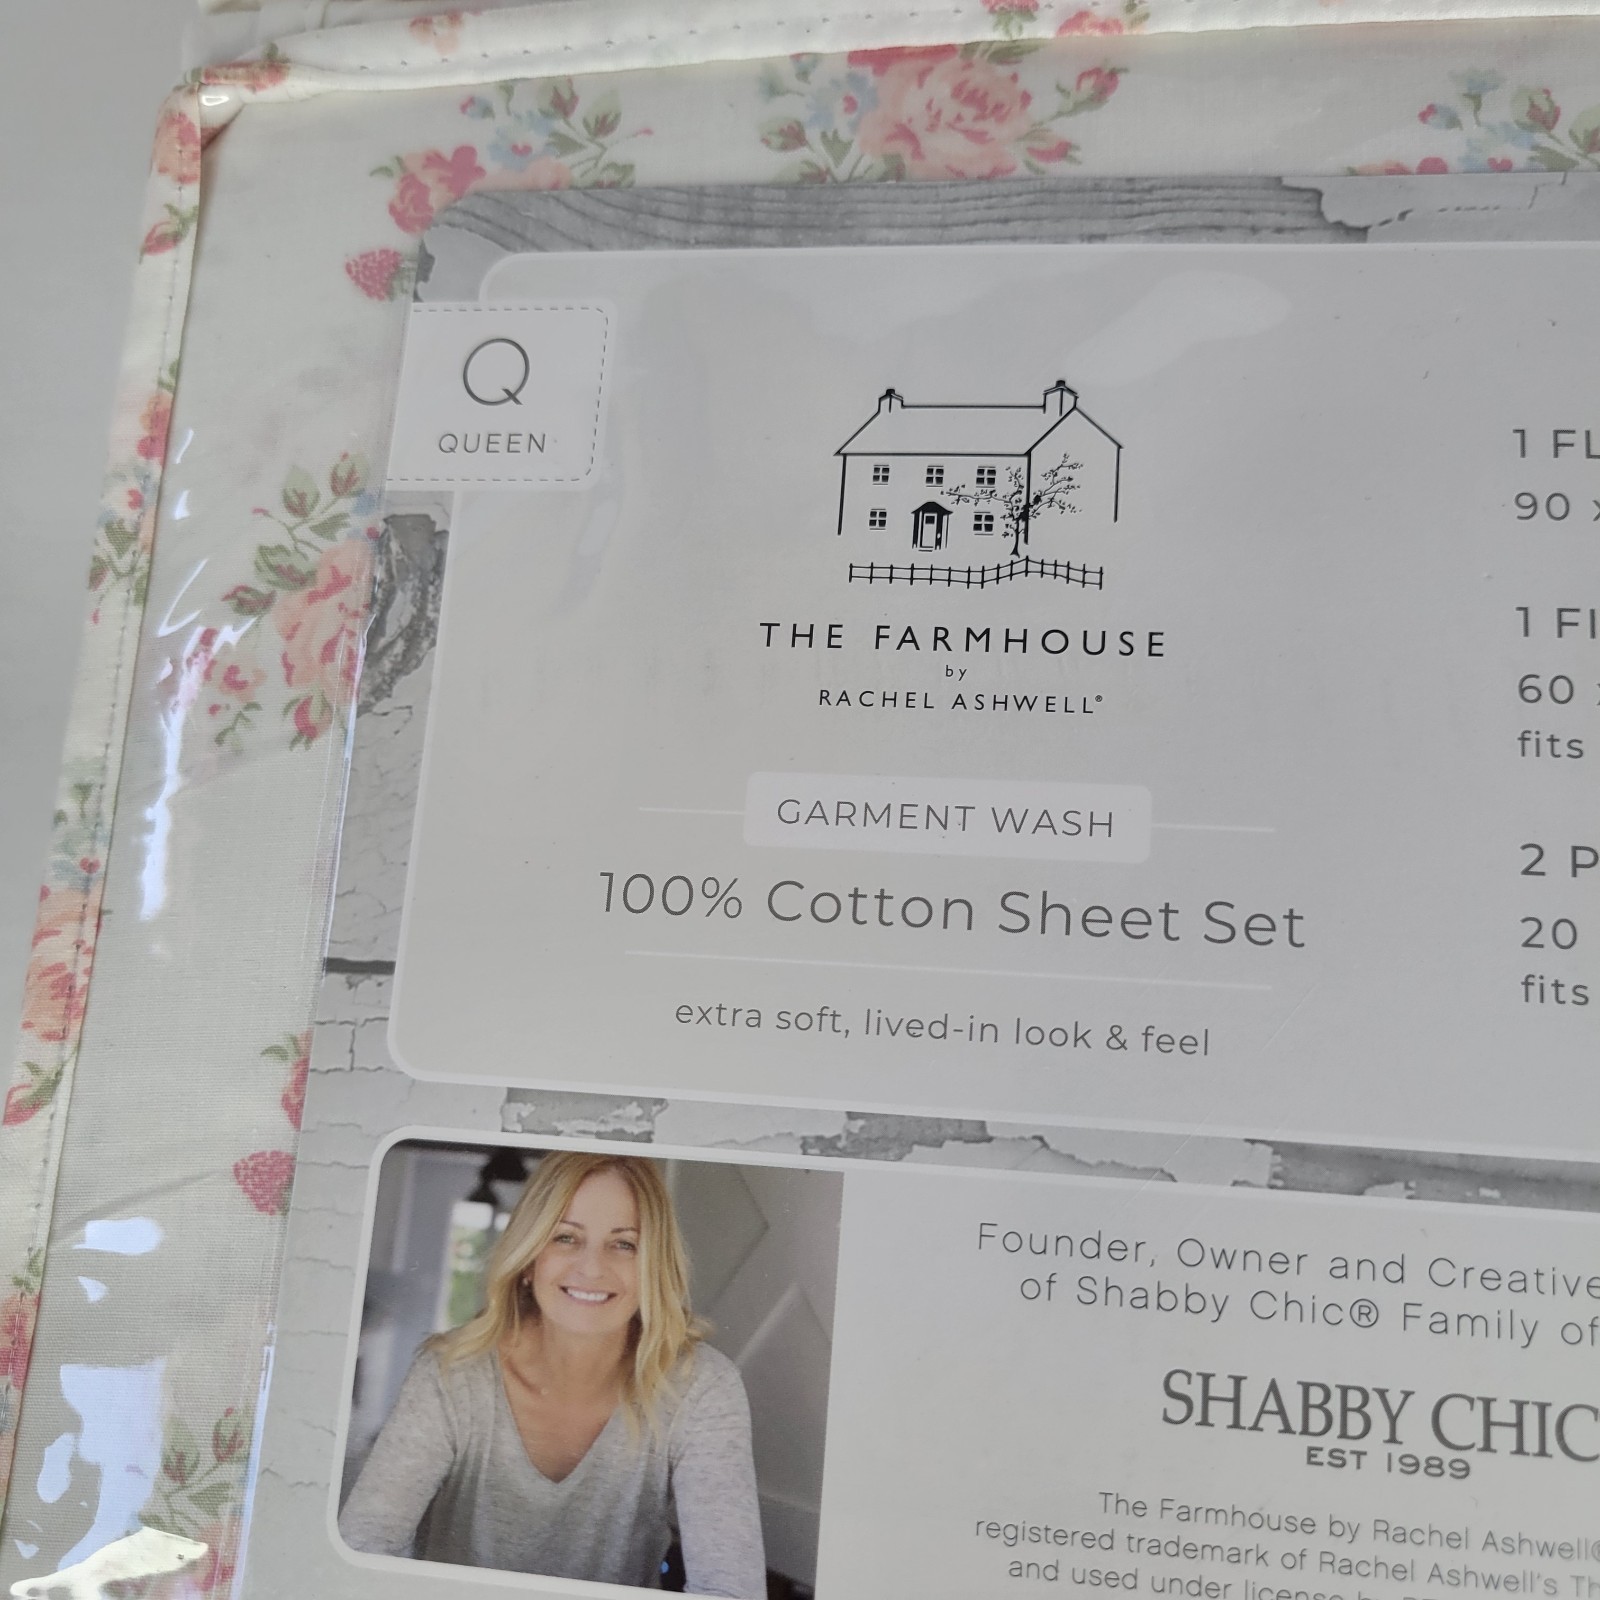 Q
QUEEN
THE FARMHOUSE
by
RACHEL ASHWELL®
GARMENT WASH
100% Cotton Sheet Set
extra soft, lived-in look & feel
1 FL
90 x
1 FI
60 x
fits
2 P
20
fits
Founder, Owner and Creative
of Shabby Chic® Family of
SHABBY CHIC
EST 1989
The Farmhouse by Rachel Ashwell®
registered trademark of Rachel Ashwell's Th
and used under license